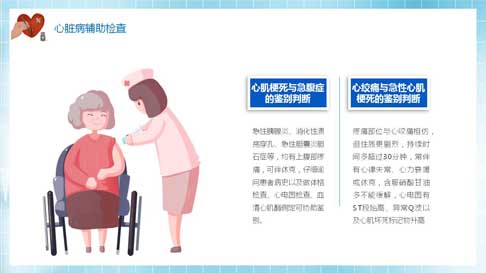 心脏病辅助检查
心肌梗死与急腹症
的鉴别判断
急性胰腺炎、消化性溃
疡穿孔、急性胆囊炎胆
石症等，均有上腹部疼
痛，可伴休克，仔细询
问患者病史以及做体格
检查、心电图检查、血
清心肌酶测定可协助鉴
别。
心绞痛与急性心肌
梗死的鉴别判断
疼痛部位与心绞痛相仿，
但性质更剧烈，持续时
间多超过30分钟，常伴
有心律失常、心力衰竭
或休克，含服硝酸甘油
多不能缓解，心电图有
ST段抬高、异常Q波以
及心肌坏死标记物升高